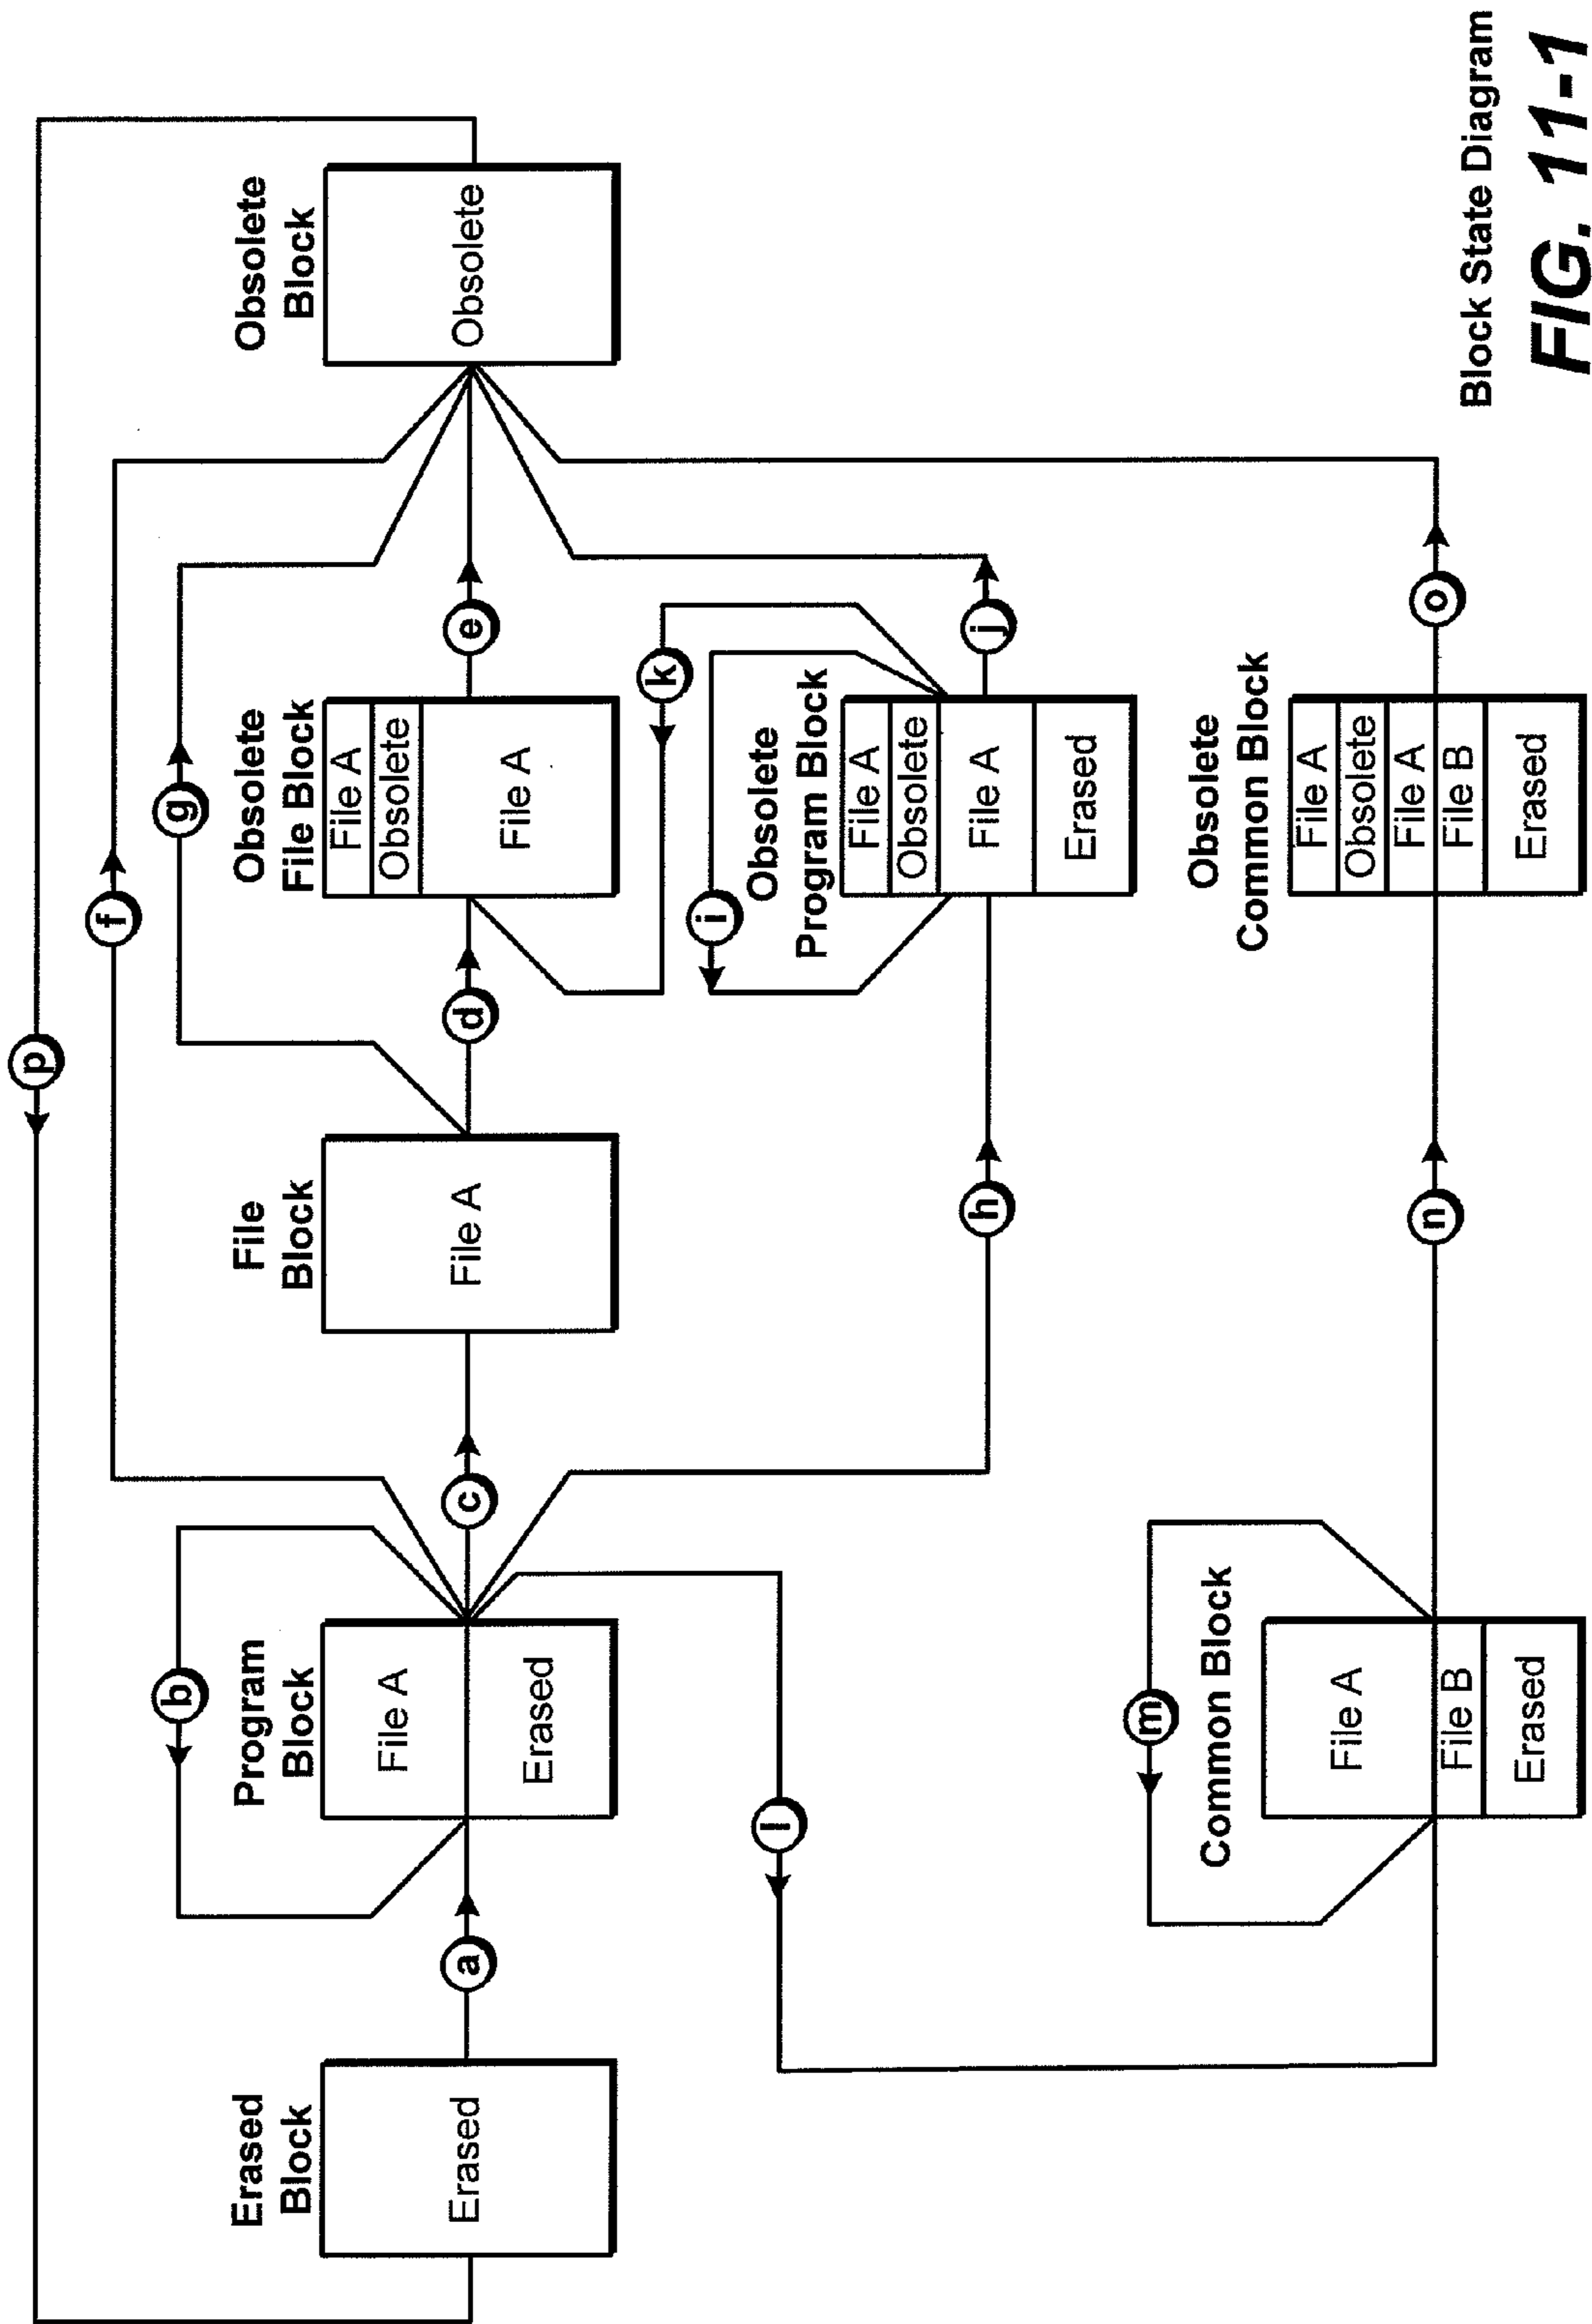 p
f
g
b
Erased
Block
Erased
a
Program
Block
File A
Erased
c
File
Block
File A
d
Obsolete
File Block
File A
Obsolete
File A
e
Obsolete
Block
Obsolete
k
i
Obsolete
Program Block
File A
Obsolete
File A
Erased
j
h
l
m
Common Block
File A
File B
Erased
n
Obsolete
Common Block
File A
Obsolete
File A
File B
Erased
o
Block State Diagram
FIG. 11-1